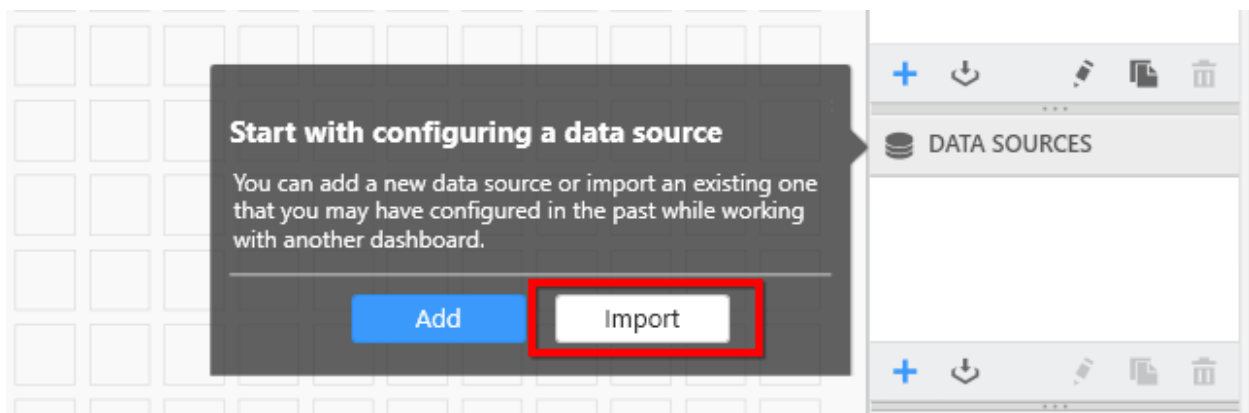 Start with configuring a data source
DATA SOURCES
You can add a new data source or import an existing one
that you may have configured in the past while working
with another dashboard.
Add
Import